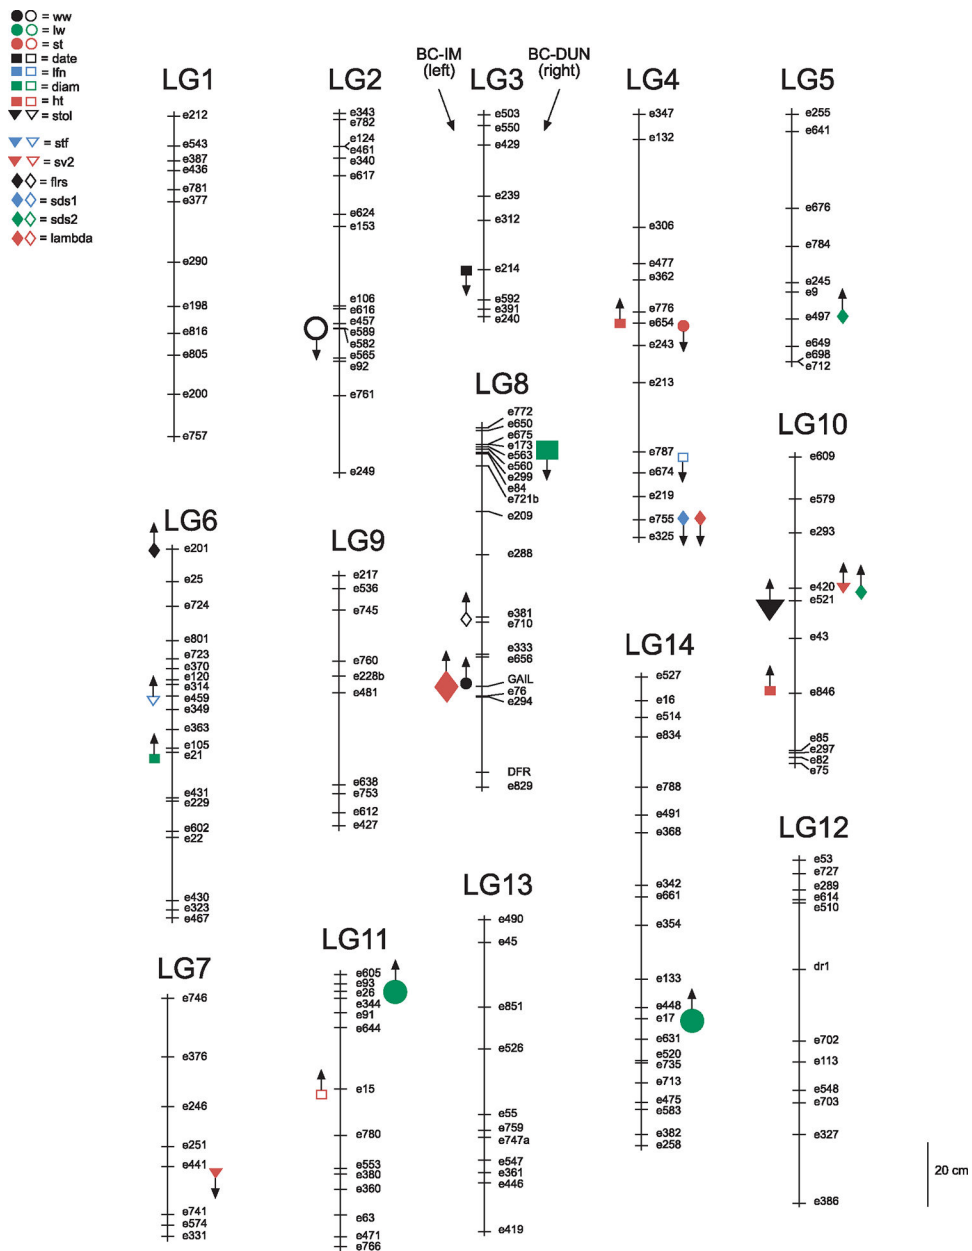 = ww
= lw
= st
= date
= lfn
= diam
= ht
= stol
= stf
= sv2
= flrs
= sds1
= sds2
= lambda
BC-IM
(left)
BC-DUN
(right)
LG1
e212
e543
e387
e436
e781
e377
e290
e198
e816
e805
e200
e757
LG2
e343
e782
e124
e461
e340
e617
e624
e153
e106
e616
e457
e589
e582
e565
e92
e761
e249
LG3
e503
e550
e429
e239
e312
e214
e592
e391
e240
LG4
e347
e132
e306
e477
e362
e776
e654
e243
e213
e787
e674
e219
e755
e325
LG5
e255
e641
e676
e784
e245
e9
e497
e649
e698
e712
LG6
e201
e25
e724
e801
e723
e370
e120
e314
e459
e349
e363
e105
e21
e431
e229
e602
e22
e430
e323
e467
LG7
e746
e376
e246
e251
e441
e741
e574
e331
LG8
e772
e650
e675
e173
e563
e560
e299
e84
e721b
e209
e288
e381
e710
e333
e656
GAIL
e76
e294
DFR
e829
LG9
e217
e536
e745
e760
e228b
e481
e638
e753
e612
e427
LG10
e609
e579
e293
e420
e521
e43
e846
e85
e297
e82
e75
LG11
e605
e93
e26
e344
e91
e644
e15
e780
e553
e380
e360
e63
e471
e766
LG12
e53
e727
e289
e614
e510
dr1
e702
e113
e548
e703
e327
e386
LG13
e490
e45
e851
e526
e55
e759
e747a
e547
e361
e446
e419
LG14
e527
e16
e514
e834
e788
e491
e368
e342
e661
e354
e133
e448
e17
e631
e520
e735
e713
e475
e583
e382
e258
20 cm